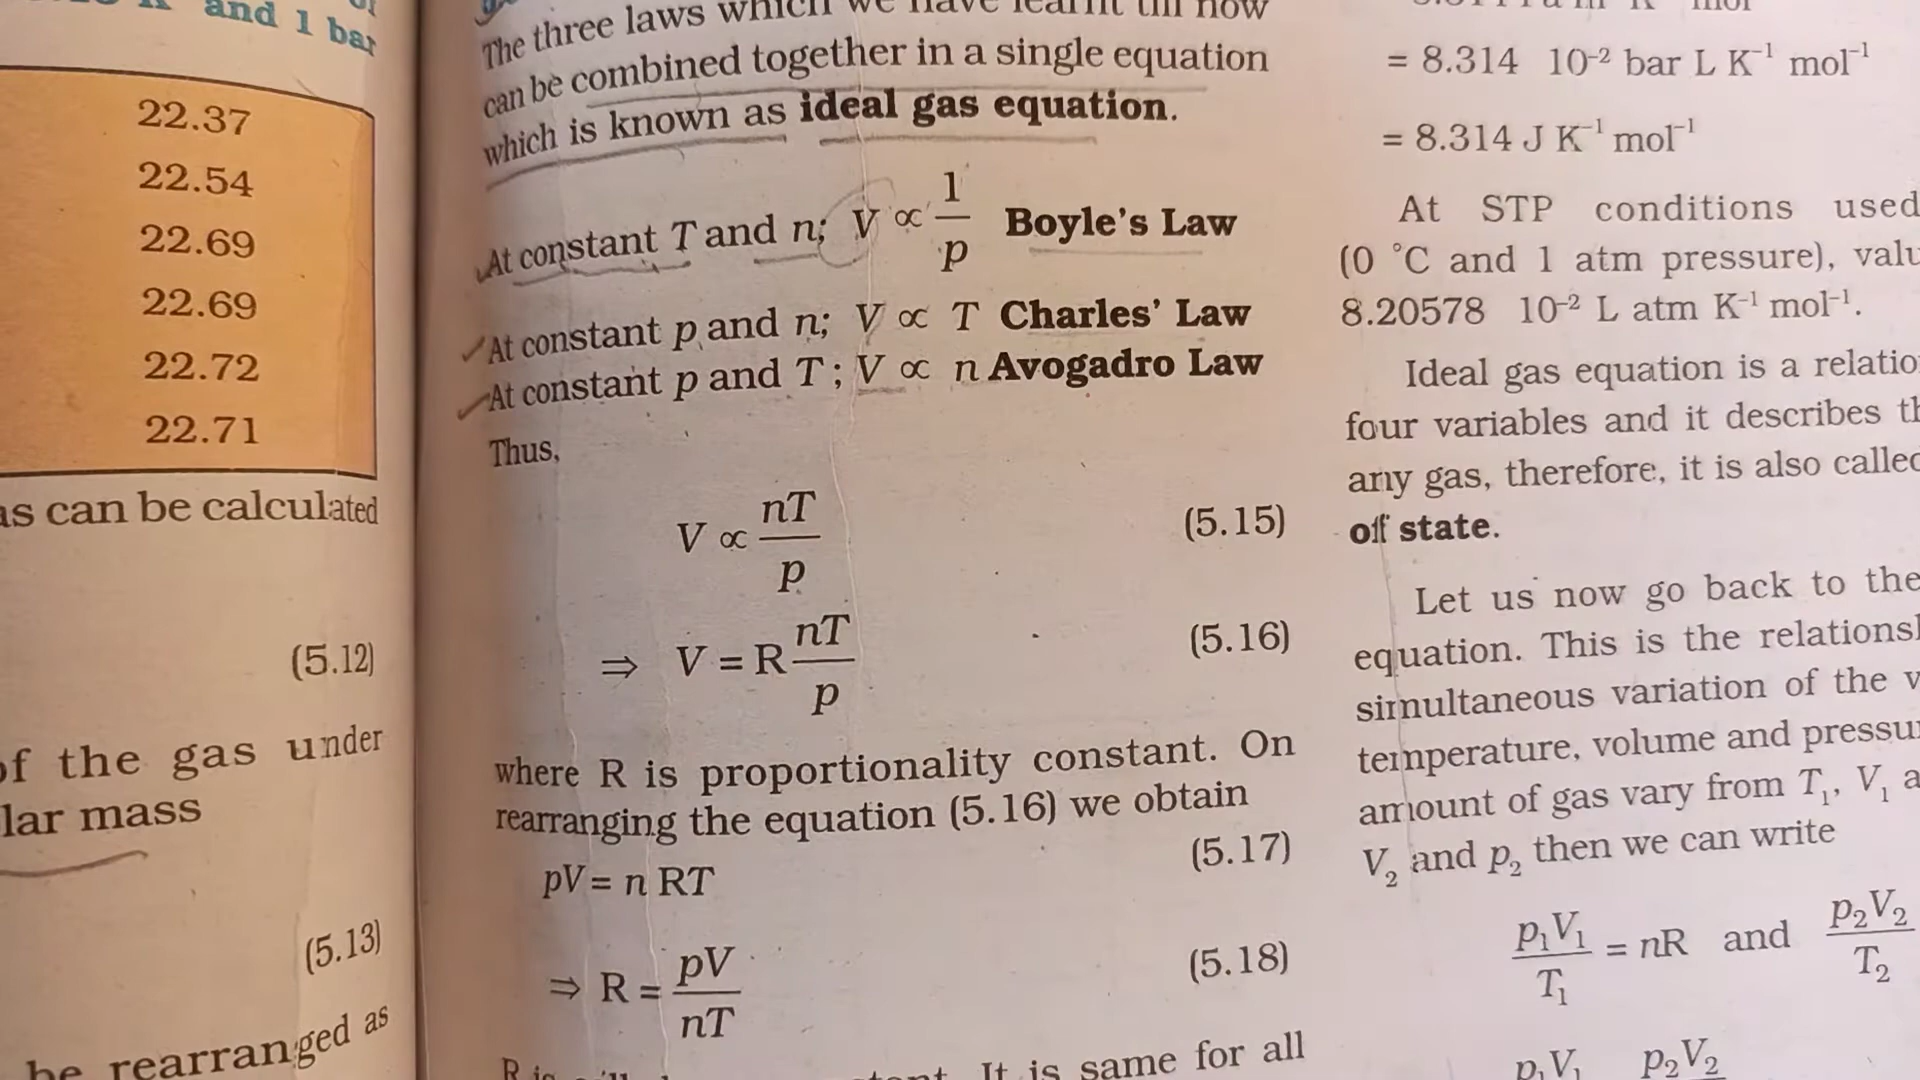 and 1 bar
22.37
22.54
22.69
22.69
22.72
22.71
as can be calculated
(5.12)
of the gas under
lar mass
(5.13)
be rearranged as
The three laws which we have learnt till now
can be combined together in a single equation
which is known as ideal gas equation.
At constant T and n; V ∝ 1/p Boyle's Law
At constant p and n; V ∝ T Charles' Law
At constant p and T ; V ∝ n Avogadro Law
Thus,
V ∝ nT/p (5.15)
⇒ V = R nT/p (5.16)
where R is proportionality constant. On
rearranging the equation (5.16) we obtain
pV = n RT (5.17)
⇒ R = pV/nT (5.18)
It is same for all
= 8.314 10⁻² bar L K⁻¹ mol⁻¹
= 8.314 J K⁻¹ mol⁻¹
At STP conditions used
(0 °C and 1 atm pressure), valu
8.20578 10⁻² L atm K⁻¹ mol⁻¹.
Ideal gas equation is a relatio
four variables and it describes th
any gas, therefore, it is also called
off state.
Let us now go back to the
equation. This is the relations
simultaneous variation of the v
temperature, volume and pressu
amount of gas vary from T₁, V₁ a
V₂ and p₂ then we can write
p₁V₁/T₁ = nR and p₂V₂/T₂
p₁V₁ p₂V₂